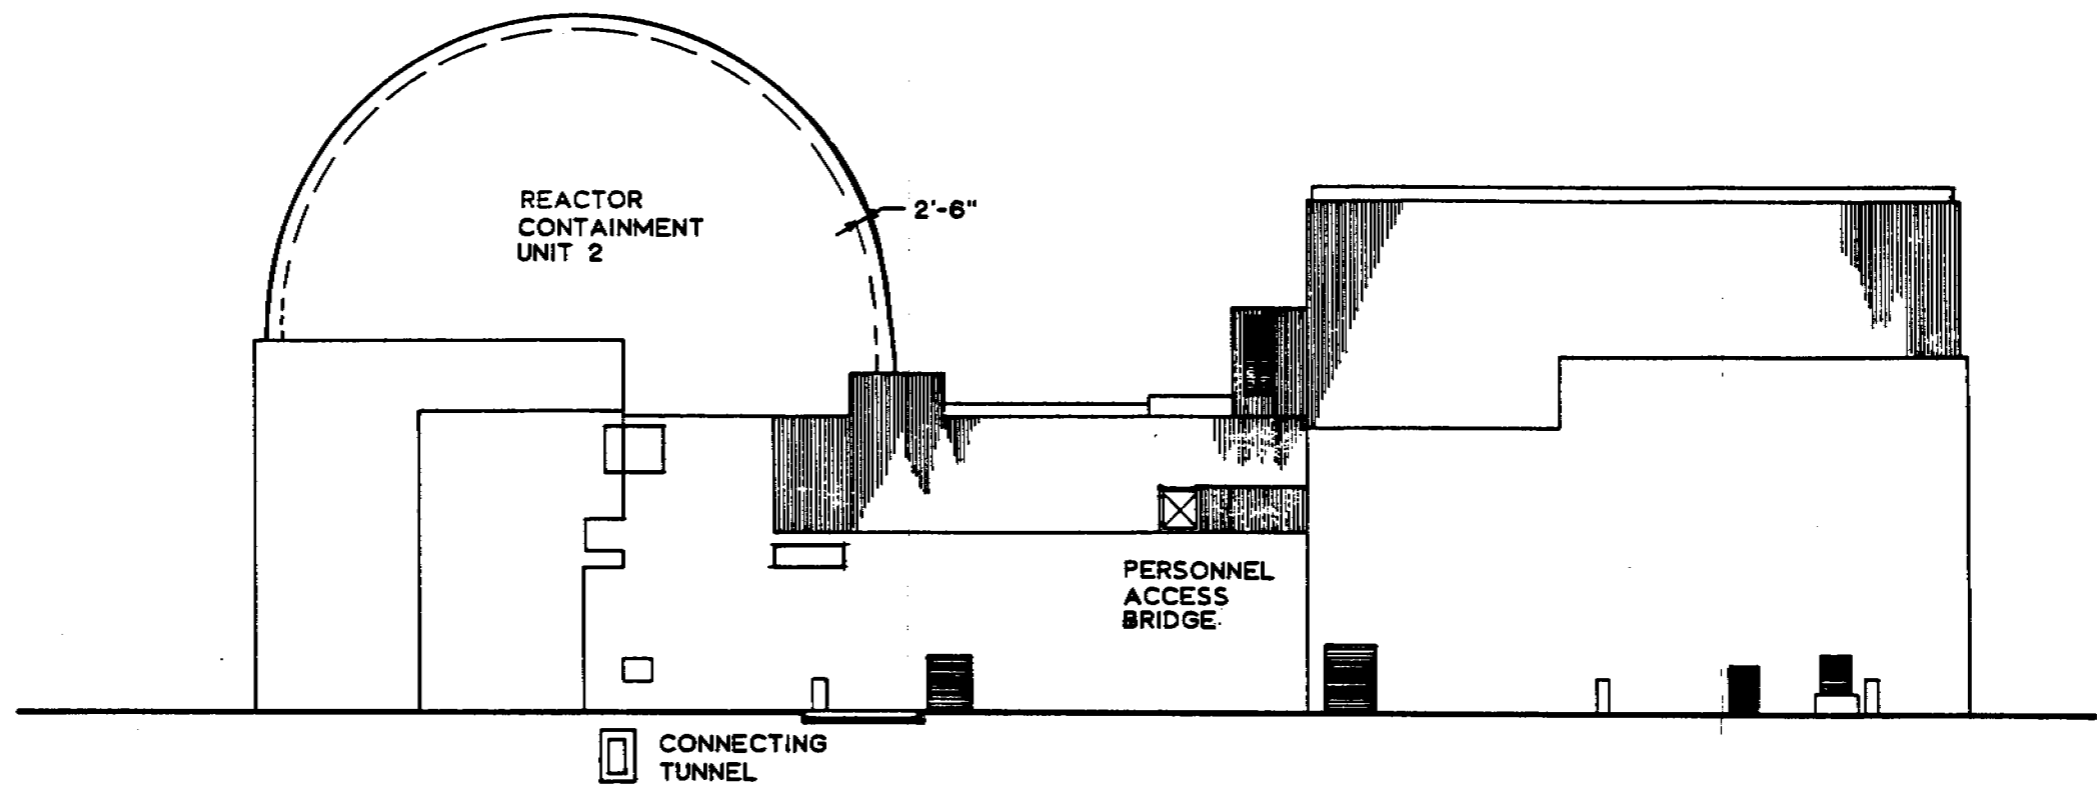 REACTOR
CONTAINMENT
UNIT 2
2'-6"
PERSONNEL
ACCESS
BRIDGE
CONNECTING
TUNNEL